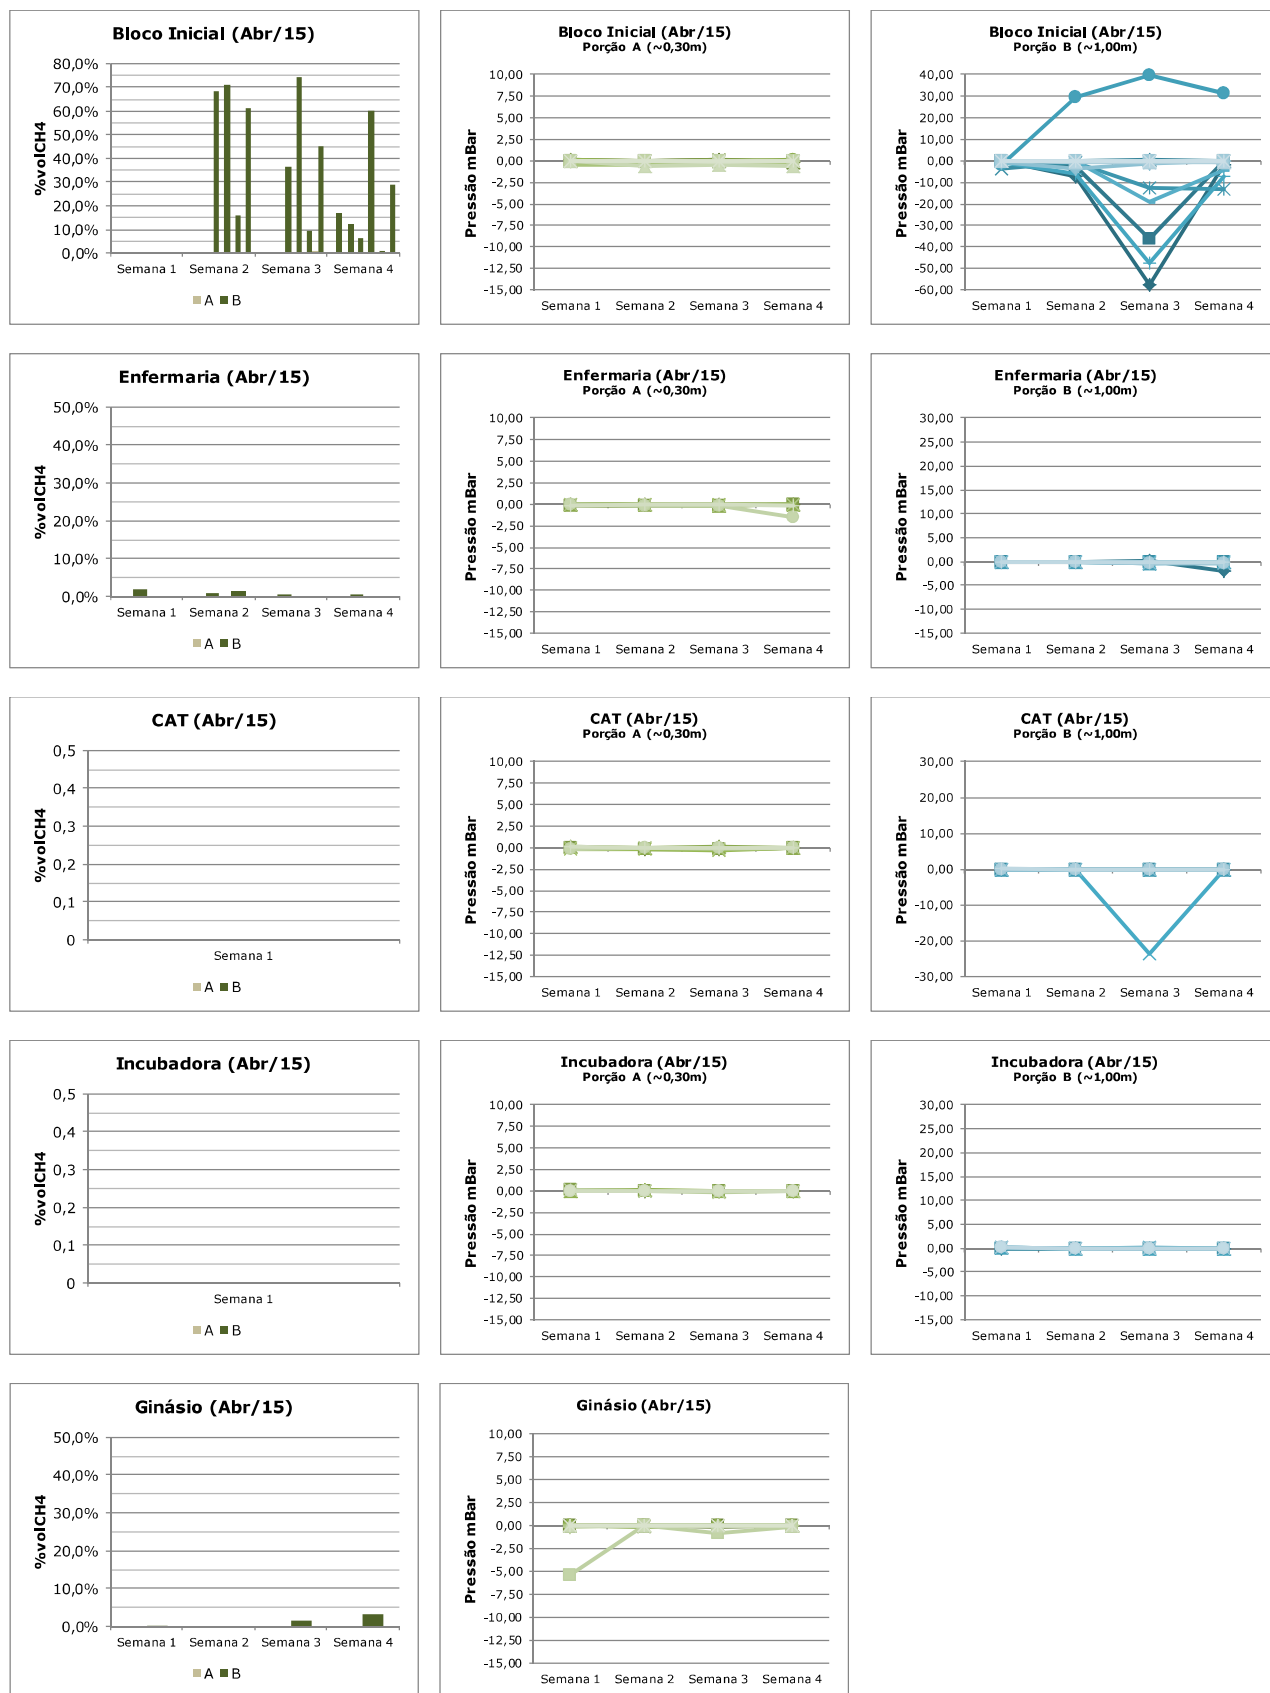 Bloco Inicial (Abr/15)
%volCH4
80,0%
70,0%
60,0%
50,0%
40,0%
30,0%
20,0%
10,0%
0,0%
Semana 1 Semana 2 Semana 3 Semana 4
A B
Bloco Inicial (Abr/15)
Porção A (~0,30m)
Pressão mBar
10,00
7,50
5,00
2,50
0,00
-2,50
-5,00
-7,50
-10,00
-12,50
-15,00
Semana 1 Semana 2 Semana 3 Semana 4
Bloco Inicial (Abr/15)
Porção B (~1,00m)
Pressão mBar
40,00
30,00
20,00
10,00
0,00
-10,00
-20,00
-30,00
-40,00
-50,00
-60,00
Semana 1 Semana 2 Semana 3 Semana 4
Enfermaria (Abr/15)
%volCH4
50,0%
40,0%
30,0%
20,0%
10,0%
0,0%
Semana 1 Semana 2 Semana 3 Semana 4
A B
Enfermaria (Abr/15)
Porção A (~0,30m)
Pressão mBar
10,00
7,50
5,00
2,50
0,00
-2,50
-5,00
-7,50
-10,00
-12,50
-15,00
Semana 1 Semana 2 Semana 3 Semana 4
Enfermaria (Abr/15)
Porção B (~1,00m)
Pressão mBar
30,00
25,00
20,00
15,00
10,00
5,00
0,00
-5,00
-10,00
-15,00
Semana 1 Semana 2 Semana 3 Semana 4
CAT (Abr/15)
%volCH4
0,5
0,4
0,3
0,2
0,1
0
Semana 1
A B
CAT (Abr/15)
Porção A (~0,30m)
Pressão mBar
10,00
7,50
5,00
2,50
0,00
-2,50
-5,00
-7,50
-10,00
-12,50
-15,00
Semana 1 Semana 2 Semana 3 Semana 4
CAT (Abr/15)
Porção B (~1,00m)
Pressão mBar
30,00
20,00
10,00
0,00
-10,00
-20,00
-30,00
Semana 1 Semana 2 Semana 3 Semana 4
Incubadora (Abr/15)
%volCH4
0,5
0,4
0,3
0,2
0,1
0
Semana 1
A B
Incubadora (Abr/15)
Porção A (~0,30m)
Pressão mBar
10,00
7,50
5,00
2,50
0,00
-2,50
-5,00
-7,50
-10,00
-12,50
-15,00
Semana 1 Semana 2 Semana 3 Semana 4
Incubadora (Abr/15)
Porção B (~1,00m)
Pressão mBar
30,00
25,00
20,00
15,00
10,00
5,00
0,00
-5,00
-10,00
-15,00
Semana 1 Semana 2 Semana 3 Semana 4
Ginásio (Abr/15)
%volCH4
50,0%
40,0%
30,0%
20,0%
10,0%
0,0%
Semana 1 Semana 2 Semana 3 Semana 4
A B
Ginásio (Abr/15)
Pressão mBar
10,00
7,50
5,00
2,50
0,00
-2,50
-5,00
-7,50
-10,00
-12,50
-15,00
Semana 1 Semana 2 Semana 3 Semana 4